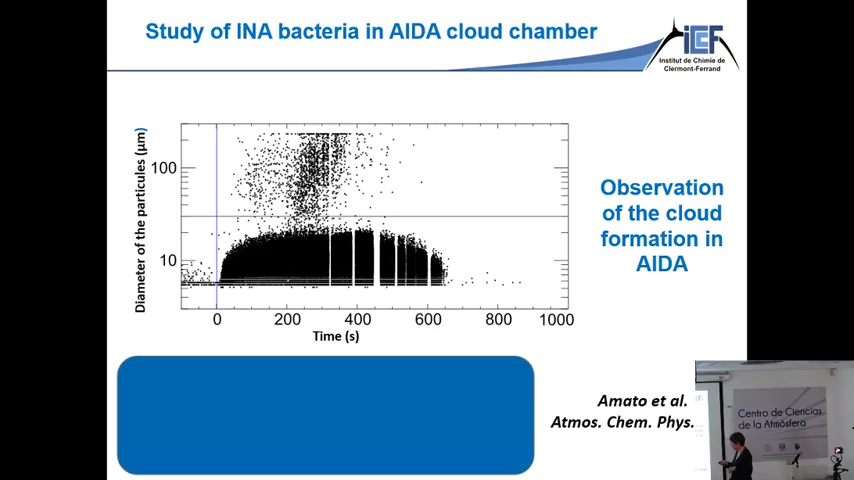 Study of INA bacteria in AIDA cloud chamber
iCCF
Institut de Chimie de
Clermont-Ferrand
Diameter of the particules (µm)
100
10
0
200
400
600
800
1000
Time (s)
Observation
of the cloud
formation in
AIDA
Amato et al.
Atmos. Chem. Phys.
Centro de Ciencias
de la Atmósfera